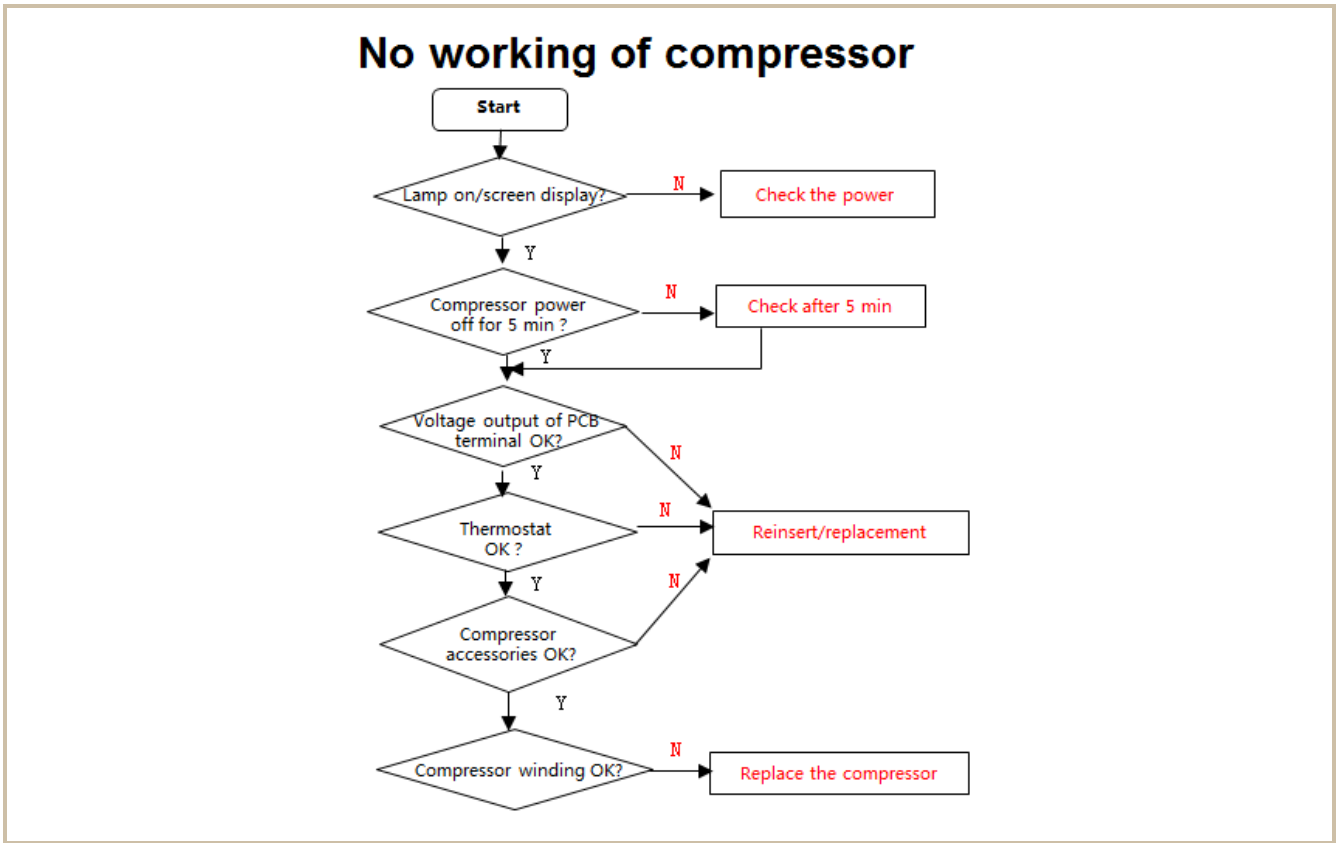 No working of compressor
Start
Lamp on/screen display?
N
Check the power
Y
Compressor power
off for 5 min ?
N
Check after 5 min
Y
Voltage output of PCB
terminal OK?
N
Y
Thermostat
OK ?
N
Reinsert/replacement
Y
Compressor
accessories OK?
N
Y
Compressor winding OK?
N
Replace the compressor